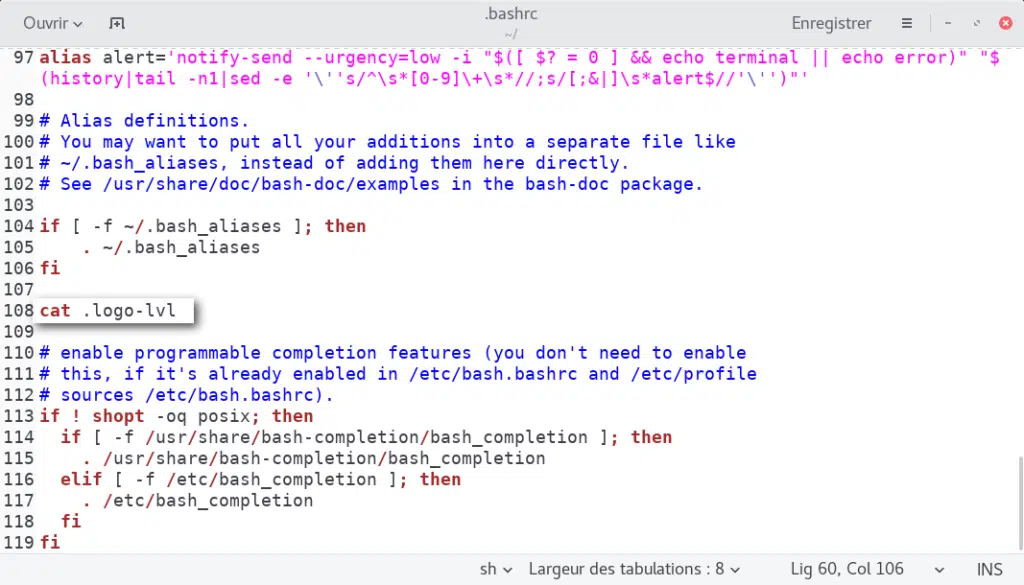 Ouvrir
.bashrc
~/
Enregistrer
97 alias alert='notify-send --urgency=low -i "$([ $? = 0 ] && echo terminal || echo error)" "$
(history|tail -n1|sed -e '\''s/^\s*[0-9]\+\s*//;s/[;&|]\s*alert$//'\'')"'
98
99 # Alias definitions.
100 # You may want to put all your additions into a separate file like
101 # ~/.bash_aliases, instead of adding them here directly.
102 # See /usr/share/doc/bash-doc/examples in the bash-doc package.
103
104 if [ -f ~/.bash_aliases ]; then
105     . ~/.bash_aliases
106 fi
107
108 cat .logo-lvl
109
110 # enable programmable completion features (you don't need to enable
111 # this, if it's already enabled in /etc/bash.bashrc and /etc/profile
112 # sources /etc/bash.bashrc).
113 if ! shopt -oq posix; then
114   if [ -f /usr/share/bash-completion/bash_completion ]; then
115     . /usr/share/bash-completion/bash_completion
116   elif [ -f /etc/bash_completion ]; then
117     . /etc/bash_completion
118   fi
119 fi
sh Largeur des tabulations : 8 Lig 60, Col 106 INS